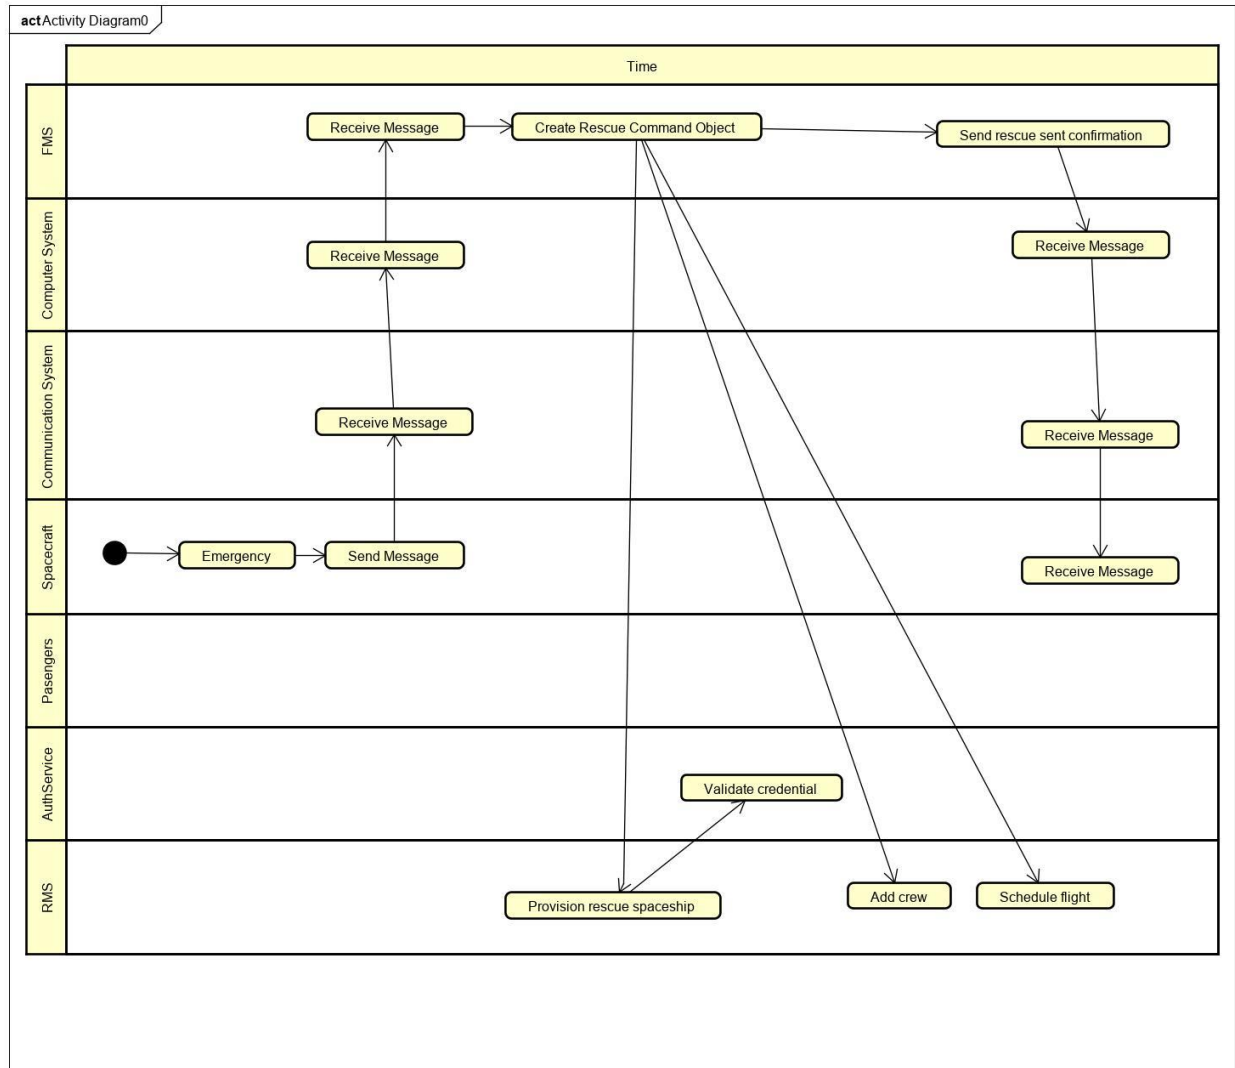 act Activity Diagram0
Time
FMS
Receive Message
Create Rescue Command Object
Send rescue sent confirmation
Computer System
Receive Message
Receive Message
Communication System
Receive Message
Receive Message
Spacecraft
Emergency
Send Message
Receive Message
Pasengers
AuthService
Validate credential
RMS
Provision rescue spaceship
Add crew
Schedule flight